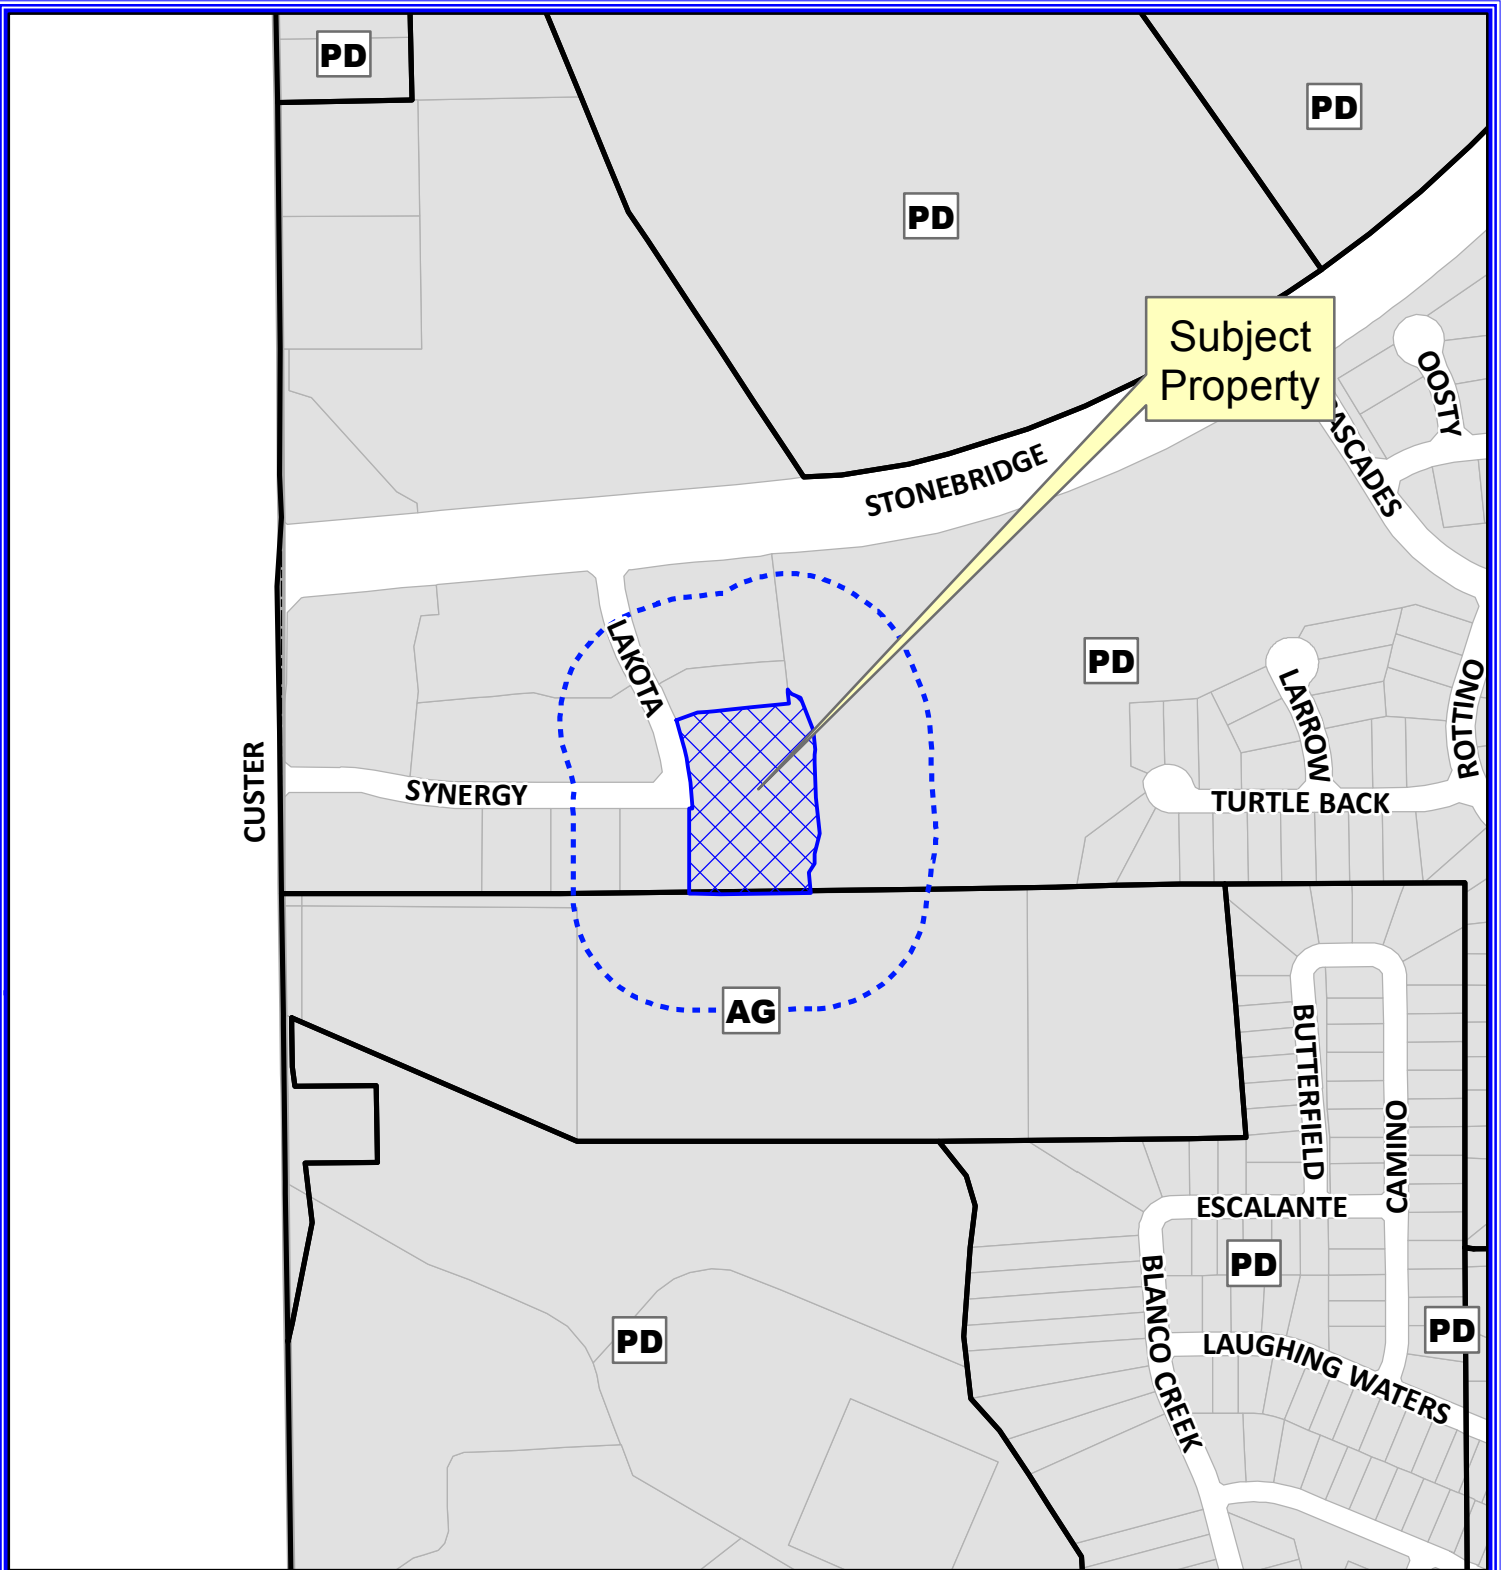 PD
PD
PD
Subject
Property
OOSTY
ASCADES
STONEBRIDGE
LAKOTA
PD
LARROW
ROTTINO
CUSTER
SYNERGY
TURTLE BACK
AG
BUTTERFIELD
CAMINO
ESCALANTE
PD
BLANCO CREEK
PD
PD
LAUGHING WATERS